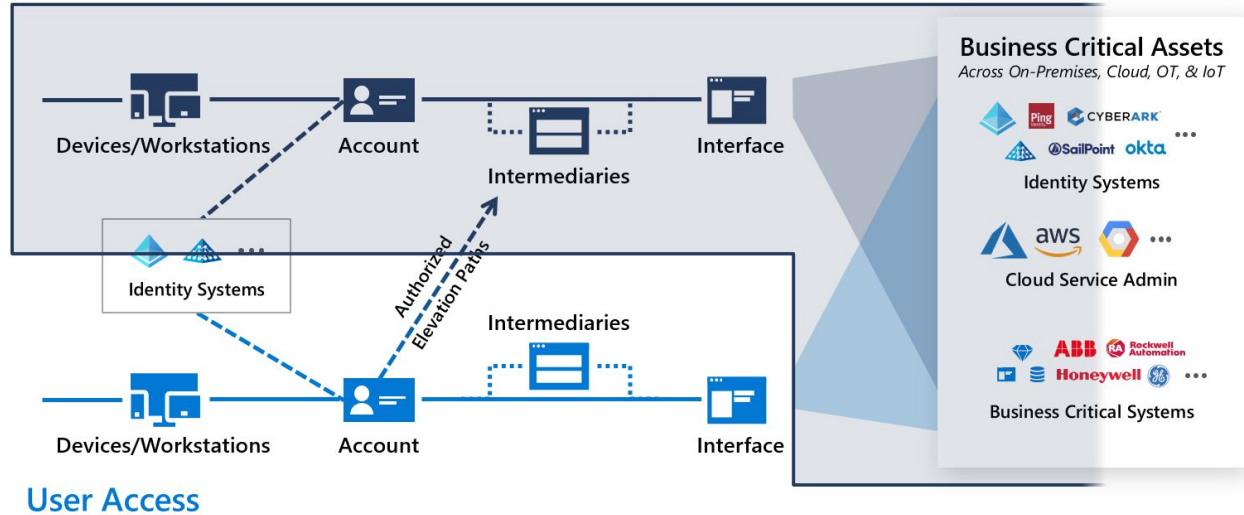 Business Critical Assets
Across On-Premises, Cloud, OT, & IoT
Ping
Identity
CYBERARK
SailPoint
okta
...
Identity Systems
aws
...
Cloud Service Admin
ABB
RA
Rockwell
Automation
Honeywell
...
Business Critical Systems
Devices/Workstations
Account
Intermediaries
Interface
...
Identity Systems
Authorized
Elevation Paths
Intermediaries
Devices/Workstations
Account
Interface
User Access